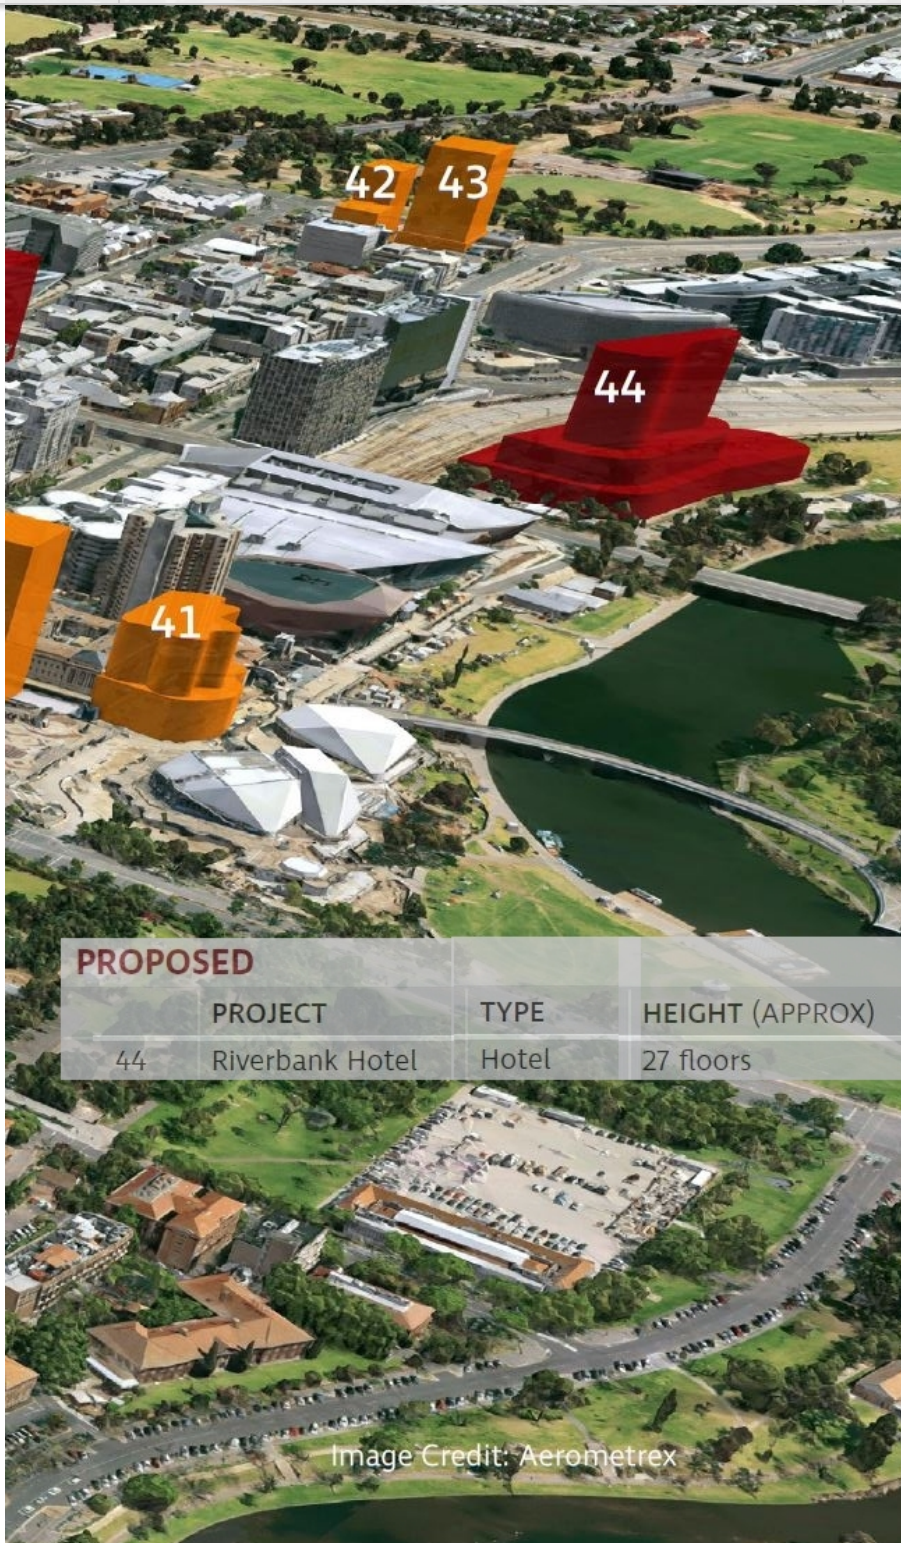 42 43
44
41
PROPOSED
PROJECT TYPE HEIGHT (APPROX)
44 Riverbank Hotel Hotel 27 floors
Image Credit: Aerometrex